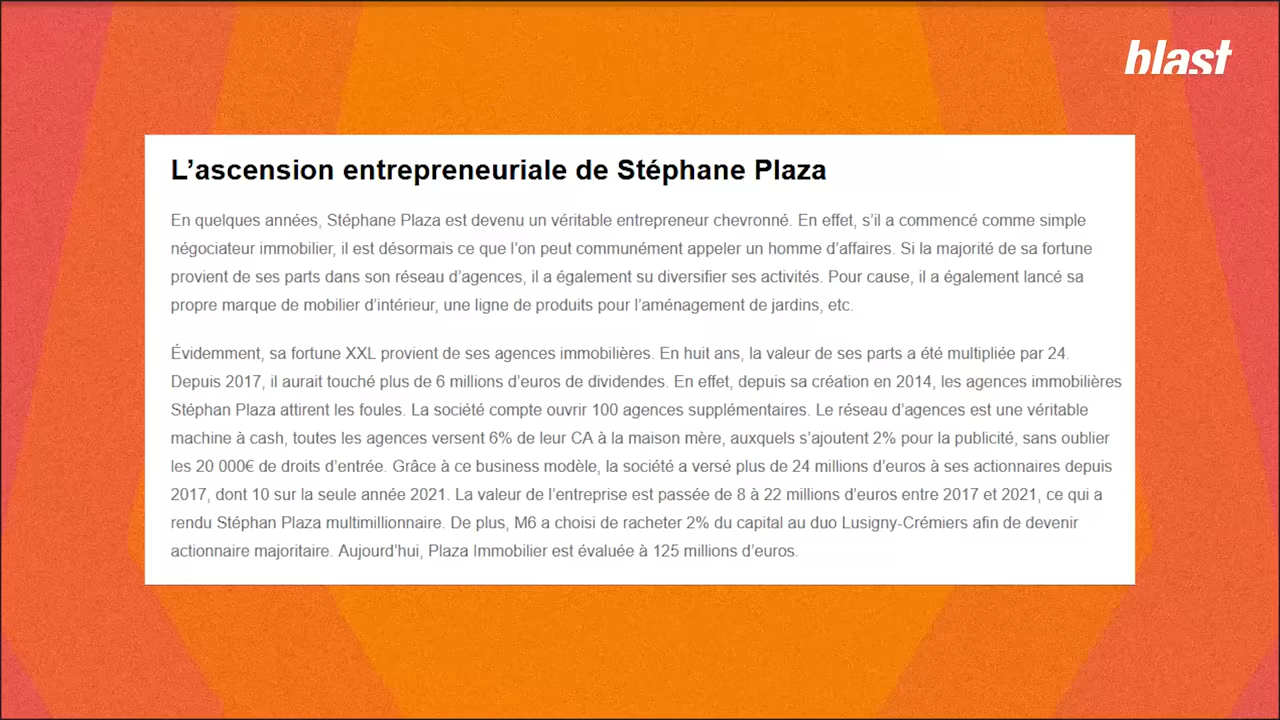 blast
L’ascension entrepreneuriale de Stéphane Plaza
En quelques années, Stéphane Plaza est devenu un véritable entrepreneur chevronné. En effet, s’il a commencé comme simple
négociateur immobilier, il est désormais ce que l’on peut communément appeler un homme d’affaires. Si la majorité de sa fortune
provient de ses parts dans son réseau d’agences, il a également su diversifier ses activités. Pour cause, il a également lancé sa
propre marque de mobilier d’intérieur, une ligne de produits pour l’aménagement de jardins, etc.
Évidemment, sa fortune XXL provient de ses agences immobilières. En huit ans, la valeur de ses parts a été multipliée par 24.
Depuis 2017, il aurait touché plus de 6 millions d’euros de dividendes. En effet, depuis sa création en 2014, les agences immobilières
Stéphan Plaza attirent les foules. La société compte ouvrir 100 agences supplémentaires. Le réseau d’agences est une véritable
machine à cash, toutes les agences versent 6% de leur CA à la maison mère, auxquels s’ajoutent 2% pour la publicité, sans oublier
les 20 000€ de droits d’entrée. Grâce à ce business modèle, la société a versé plus de 24 millions d’euros à ses actionnaires depuis
2017, dont 10 sur la seule année 2021. La valeur de l’entreprise est passée de 8 à 22 millions d’euros entre 2017 et 2021, ce qui a
rendu Stéphan Plaza multimillionnaire. De plus, M6 a choisi de racheter 2% du capital au duo Lusigny-Crémiers afin de devenir
actionnaire majoritaire. Aujourd’hui, Plaza Immobilier est évaluée à 125 millions d’euros.